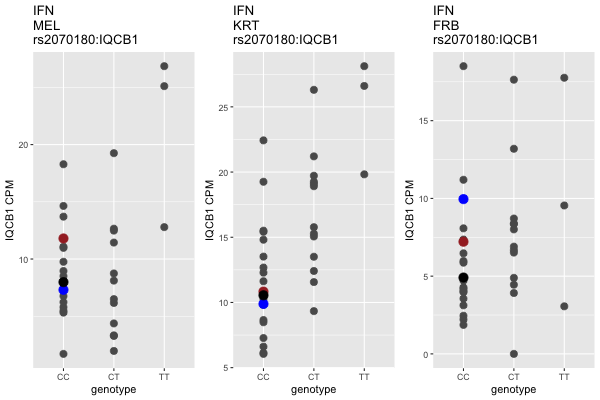 IFN
MEL
rs2070180:IQCB1
IQCB1 CPM
20
10
CC CT TT
genotype
IFN
KRT
rs2070180:IQCB1
IQCB1 CPM
25
20
15
10
5
CC CT TT
genotype
IFN
FRB
rs2070180:IQCB1
IQCB1 CPM
15
10
5
0
CC CT TT
genotype